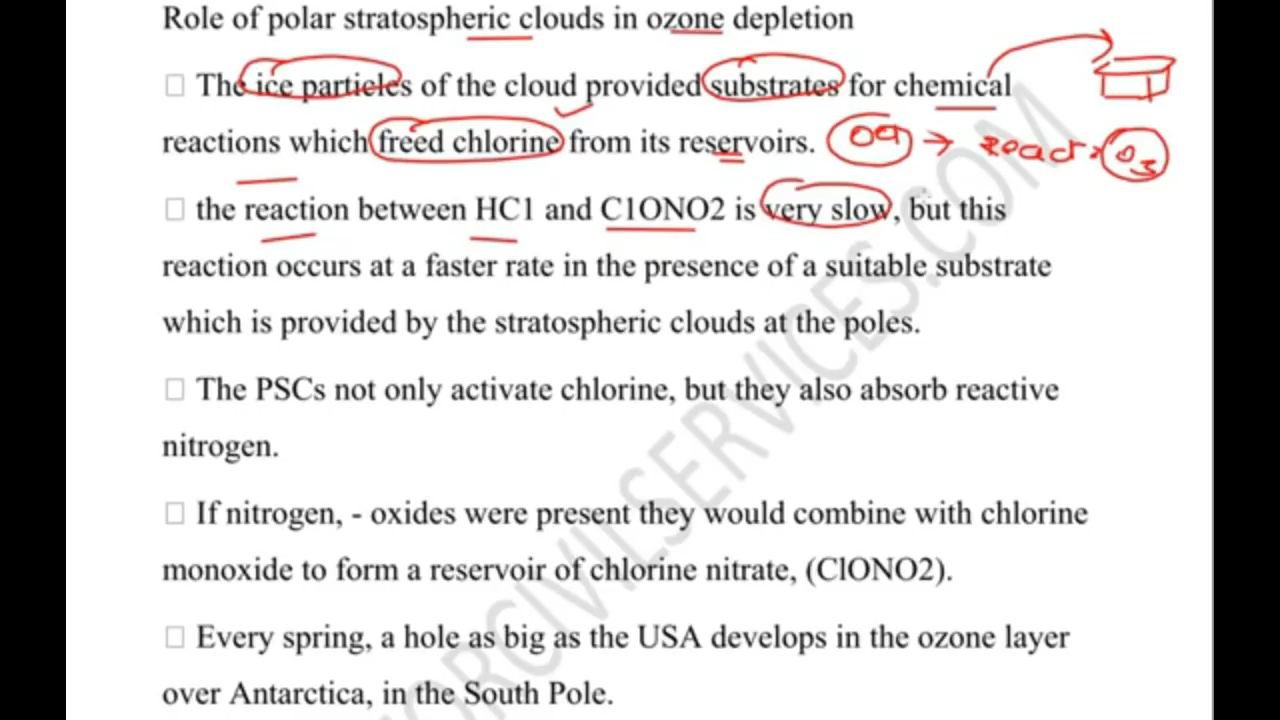 Role of polar stratospheric clouds in ozone depletion
□ The ice particles of the cloud provided substrates for chemical
reactions which freed chlorine from its reservoirs. → react O3
□ the reaction between HC1 and C1ONO2 is very slow, but this
reaction occurs at a faster rate in the presence of a suitable substrate
which is provided by the stratospheric clouds at the poles.
□ The PSCs not only activate chlorine, but they also absorb reactive
nitrogen.
□ If nitrogen, - oxides were present they would combine with chlorine
monoxide to form a reservoir of chlorine nitrate, (ClONO2).
□ Every spring, a hole as big as the USA develops in the ozone layer
over Antarctica, in the South Pole.
FORCIVILSERVICES.COM